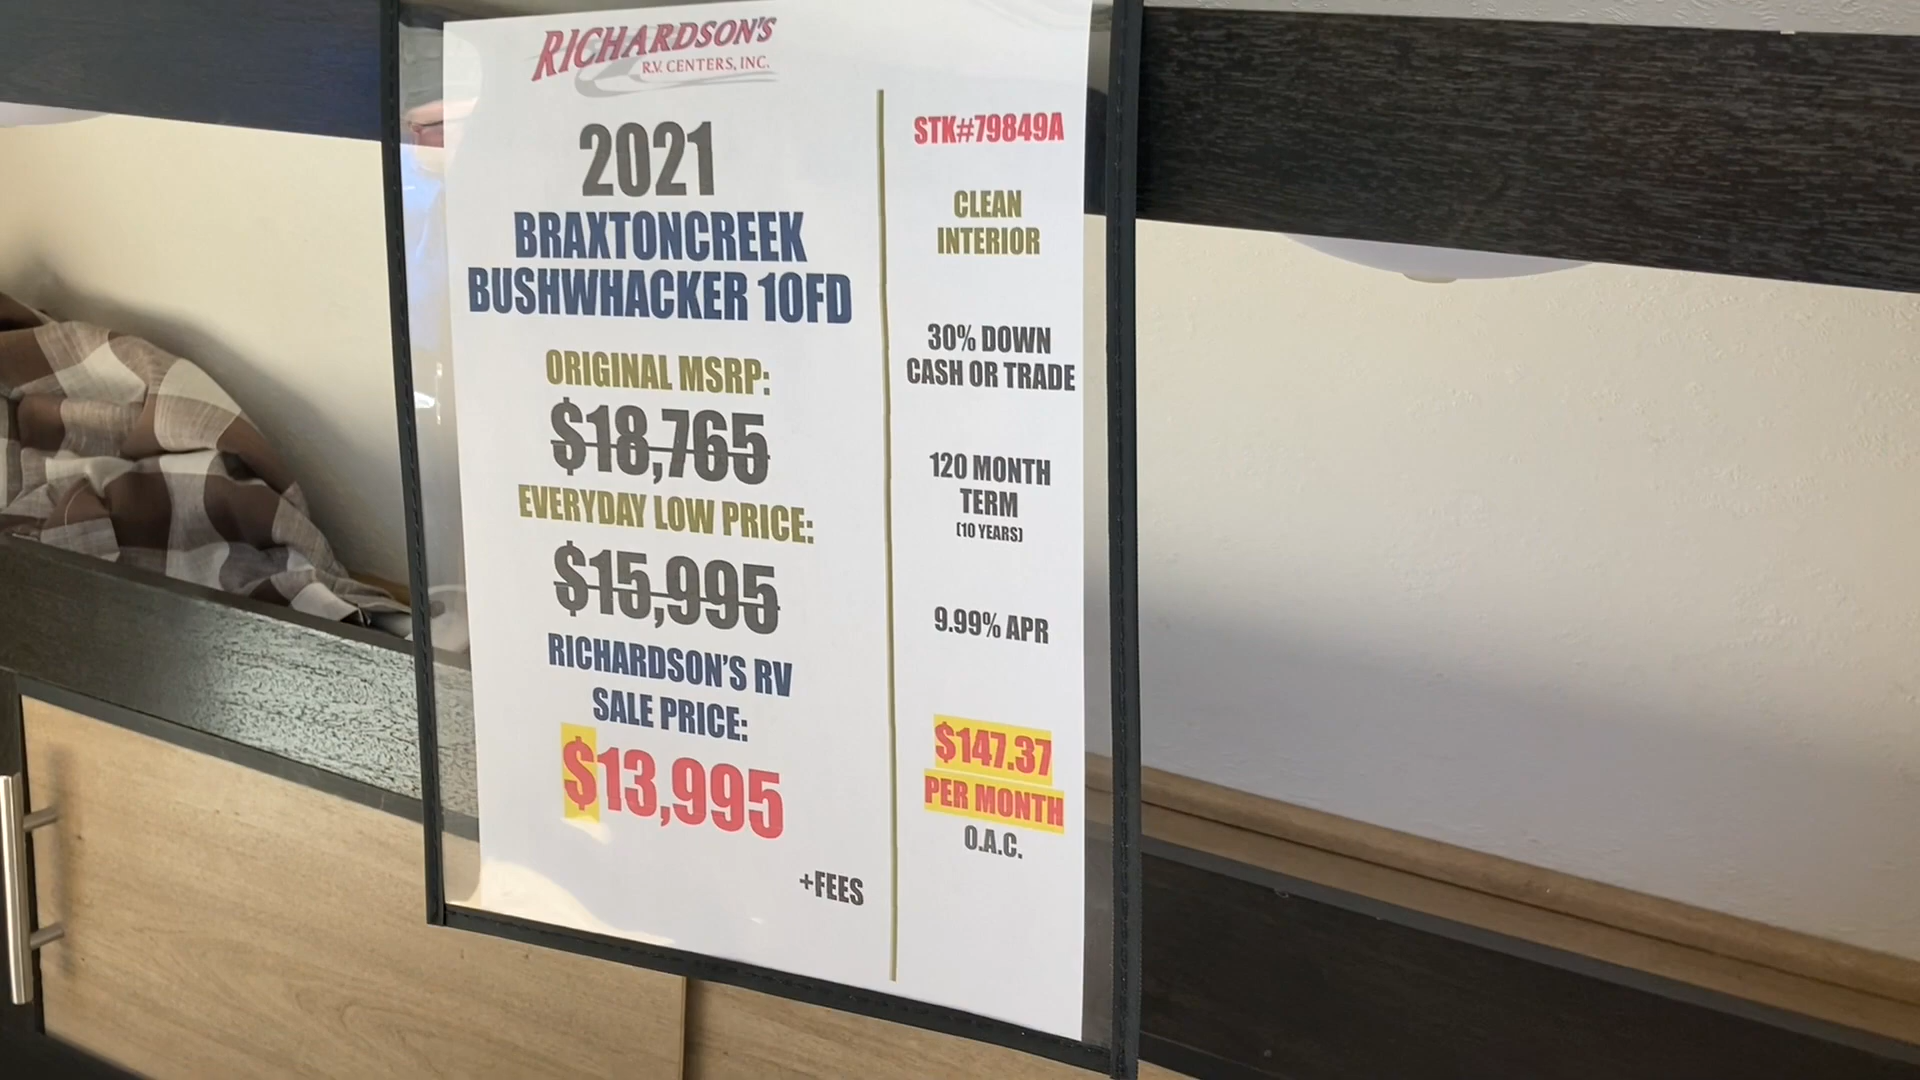 RICHARDSON'S
R.V. CENTERS, INC.
2021
BRAXTONCREEK
BUSHWHACKER 10FD
ORIGINAL MSRP:
$18,765
EVERYDAY LOW PRICE:
$15,995
RICHARDSON'S RV
SALE PRICE:
$13,995
+FEES
STK#79849A
CLEAN
INTERIOR
30% DOWN
CASH OR TRADE
120 MONTH
TERM
(10 YEARS)
9.99% APR
$147.37
PER MONTH
O.A.C.